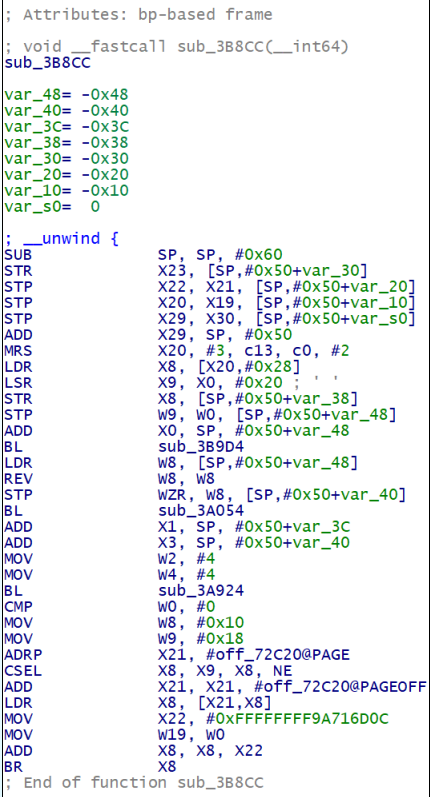 ; Attributes: bp-based frame
; void __fastcall sub_3B8CC(__int64)
sub_3B8CC
var_48= -0x48
var_40= -0x40
var_3C= -0x3C
var_38= -0x38
var_30= -0x30
var_20= -0x20
var_10= -0x10
var_s0= 0
; __unwind {
SUB SP, SP, #0x60
STR X23, [SP,#0x50+var_30]
STP X22, X21, [SP,#0x50+var_20]
STP X20, X19, [SP,#0x50+var_10]
STP X29, X30, [SP,#0x50+var_s0]
ADD X29, SP, #0x50
MRS X20, #3, c13, c0, #2
LDR X8, [X20,#0x28]
LSR X9, X0, #0x20 ; ' '
STR X8, [SP,#0x50+var_38]
STP W9, W0, [SP,#0x50+var_48]
ADD X0, SP, #0x50+var_48
BL sub_3B9D4
LDR W8, [SP,#0x50+var_48]
REV W8, W8
STP WZR, W8, [SP,#0x50+var_40]
BL sub_3A054
ADD X1, SP, #0x50+var_3C
ADD X3, SP, #0x50+var_40
MOV W2, #4
MOV W4, #4
BL sub_3A924
CMP W0, #0
MOV W8, #0x10
MOV W9, #0x18
ADRP X21, #off_72C20@PAGE
CSEL X8, X9, X8, NE
ADD X21, X21, #off_72C20@PAGEOFF
LDR X8, [X21,X8]
MOV X22, #0xFFFFFFFF9A716D0C
MOV W19, W0
ADD X8, X8, X22
BR X8
; End of function sub_3B8CC